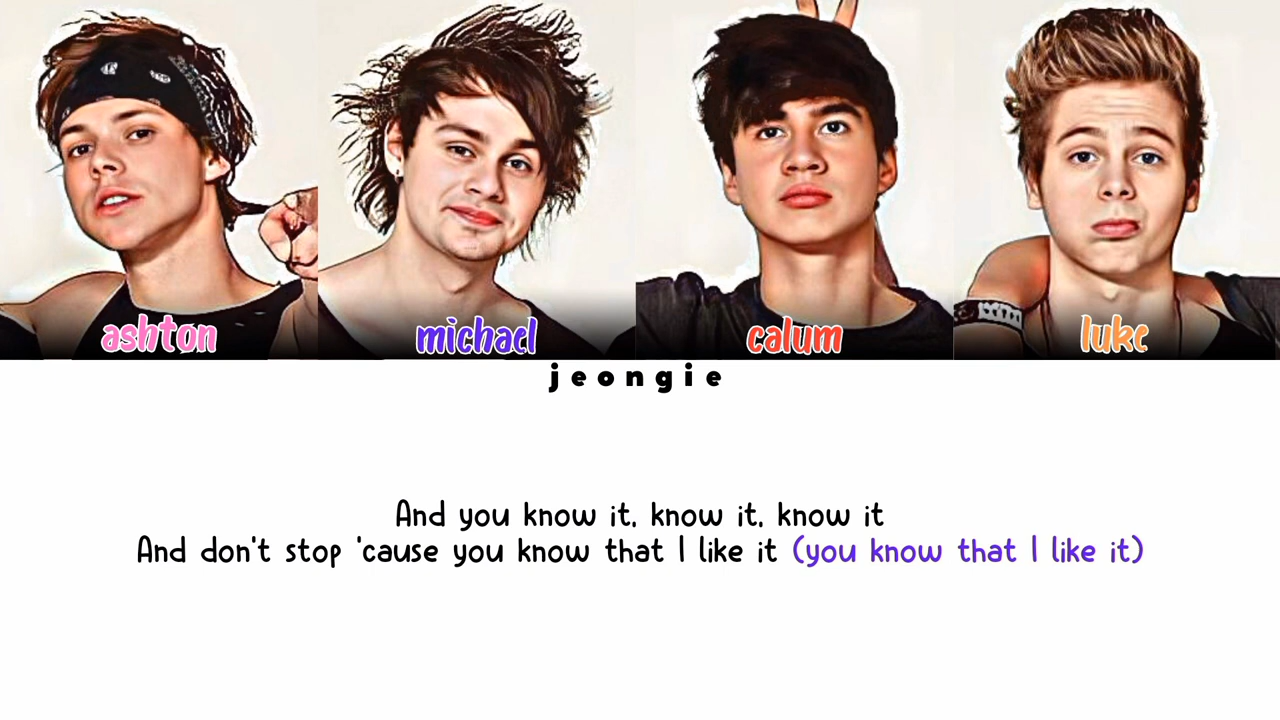 ashton michael calum luke
jeongie
And you know it, know it, know it
And don't stop 'cause you know that I like it (you know that I like it)